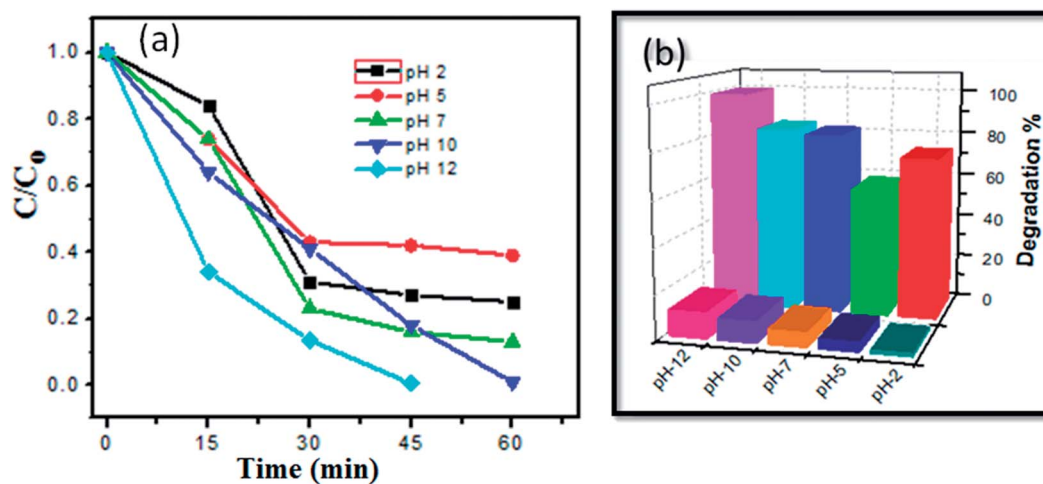 (a)
1.0
0.8
0.6
0.4
0.2
0.0
C/C₀
pH 2
pH 5
pH 7
pH 10
pH 12
0 15 30 45 60
Time (min)
(b)
100
80
60
40
20
0
Degradation %
pH-12
pH-10
pH-7
pH-5
pH-2